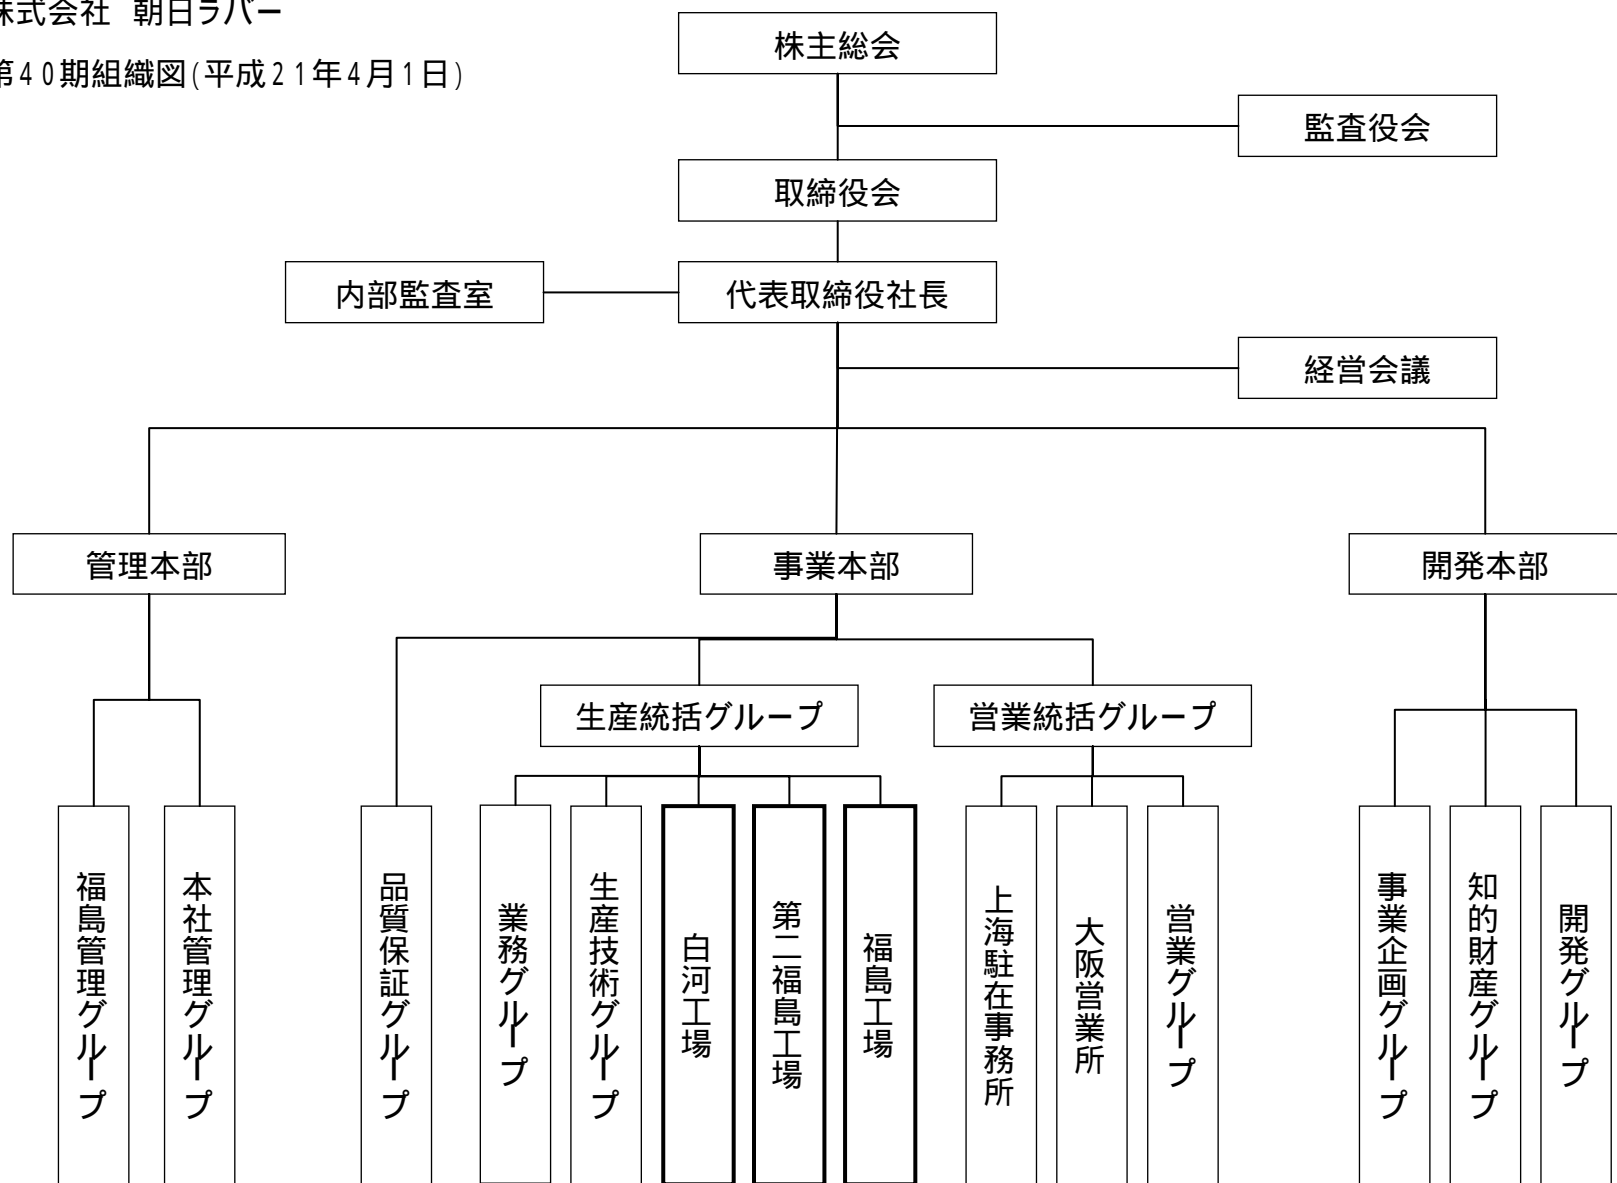 株式会社 朝日ラバー
第40期組織図(平成21年4月1日)
株主総会
監査役会
取締役会
内部監査室
代表取締役社長
経営会議
管理本部
事業本部
開発本部
生産統括グループ
営業統括グループ
福島管理グループ
本社管理グループ
品質保証グループ
業務グループ
生産技術グループ
白河工場
第二福島工場
福島工場
上海駐在事務所
大阪営業所
営業グループ
事業企画グループ
知的財産グループ
開発グループ